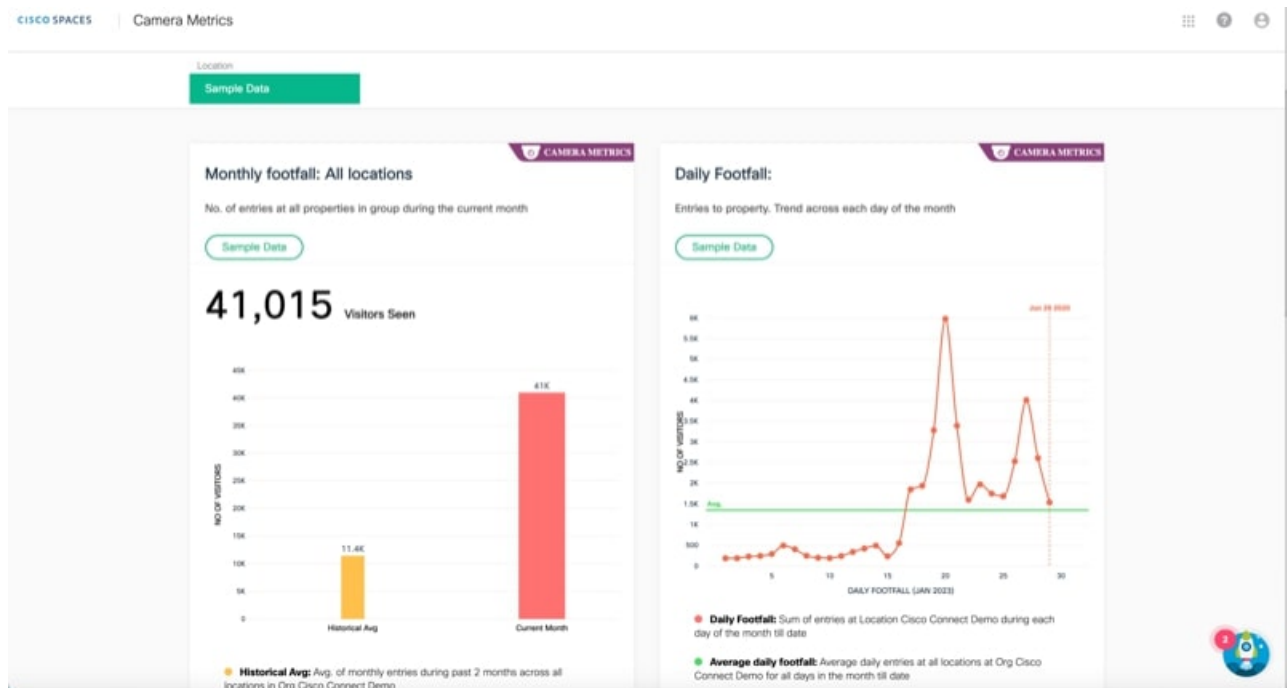 CISCO SPACES
Camera Metrics
Location
Sample Data
CAMERA METRICS
Monthly footfall: All locations
No. of entries at all properties in group during the current month
Sample Data
41,015 Visitors Seen
NO OF VISITORS
45K
40K
35K
30K
25K
20K
15K
10K
5K
0
11.4K
41K
Historical Avg
Current Month
Historical Avg: Avg. of monthly entries during past 2 months across all
locations in Org Cisco Connect Demo
CAMERA METRICS
Daily Footfall:
Entries to property. Trend across each day of the month
Sample Data
NO OF VISITORS
6K
5.5K
5K
4.5K
4K
3.5K
3K
2.5K
2K
1.5K
1K
500
0
Avg.
5
10
15
20
25
30
DAILY FOOTFALL (JAN 2023)
Daily Footfall: Sum of entries at Location Cisco Connect Demo during each
day of the month till date
Average daily footfall: Average daily entries at all locations at Org Cisco
Connect Demo for all days in the month till date
2